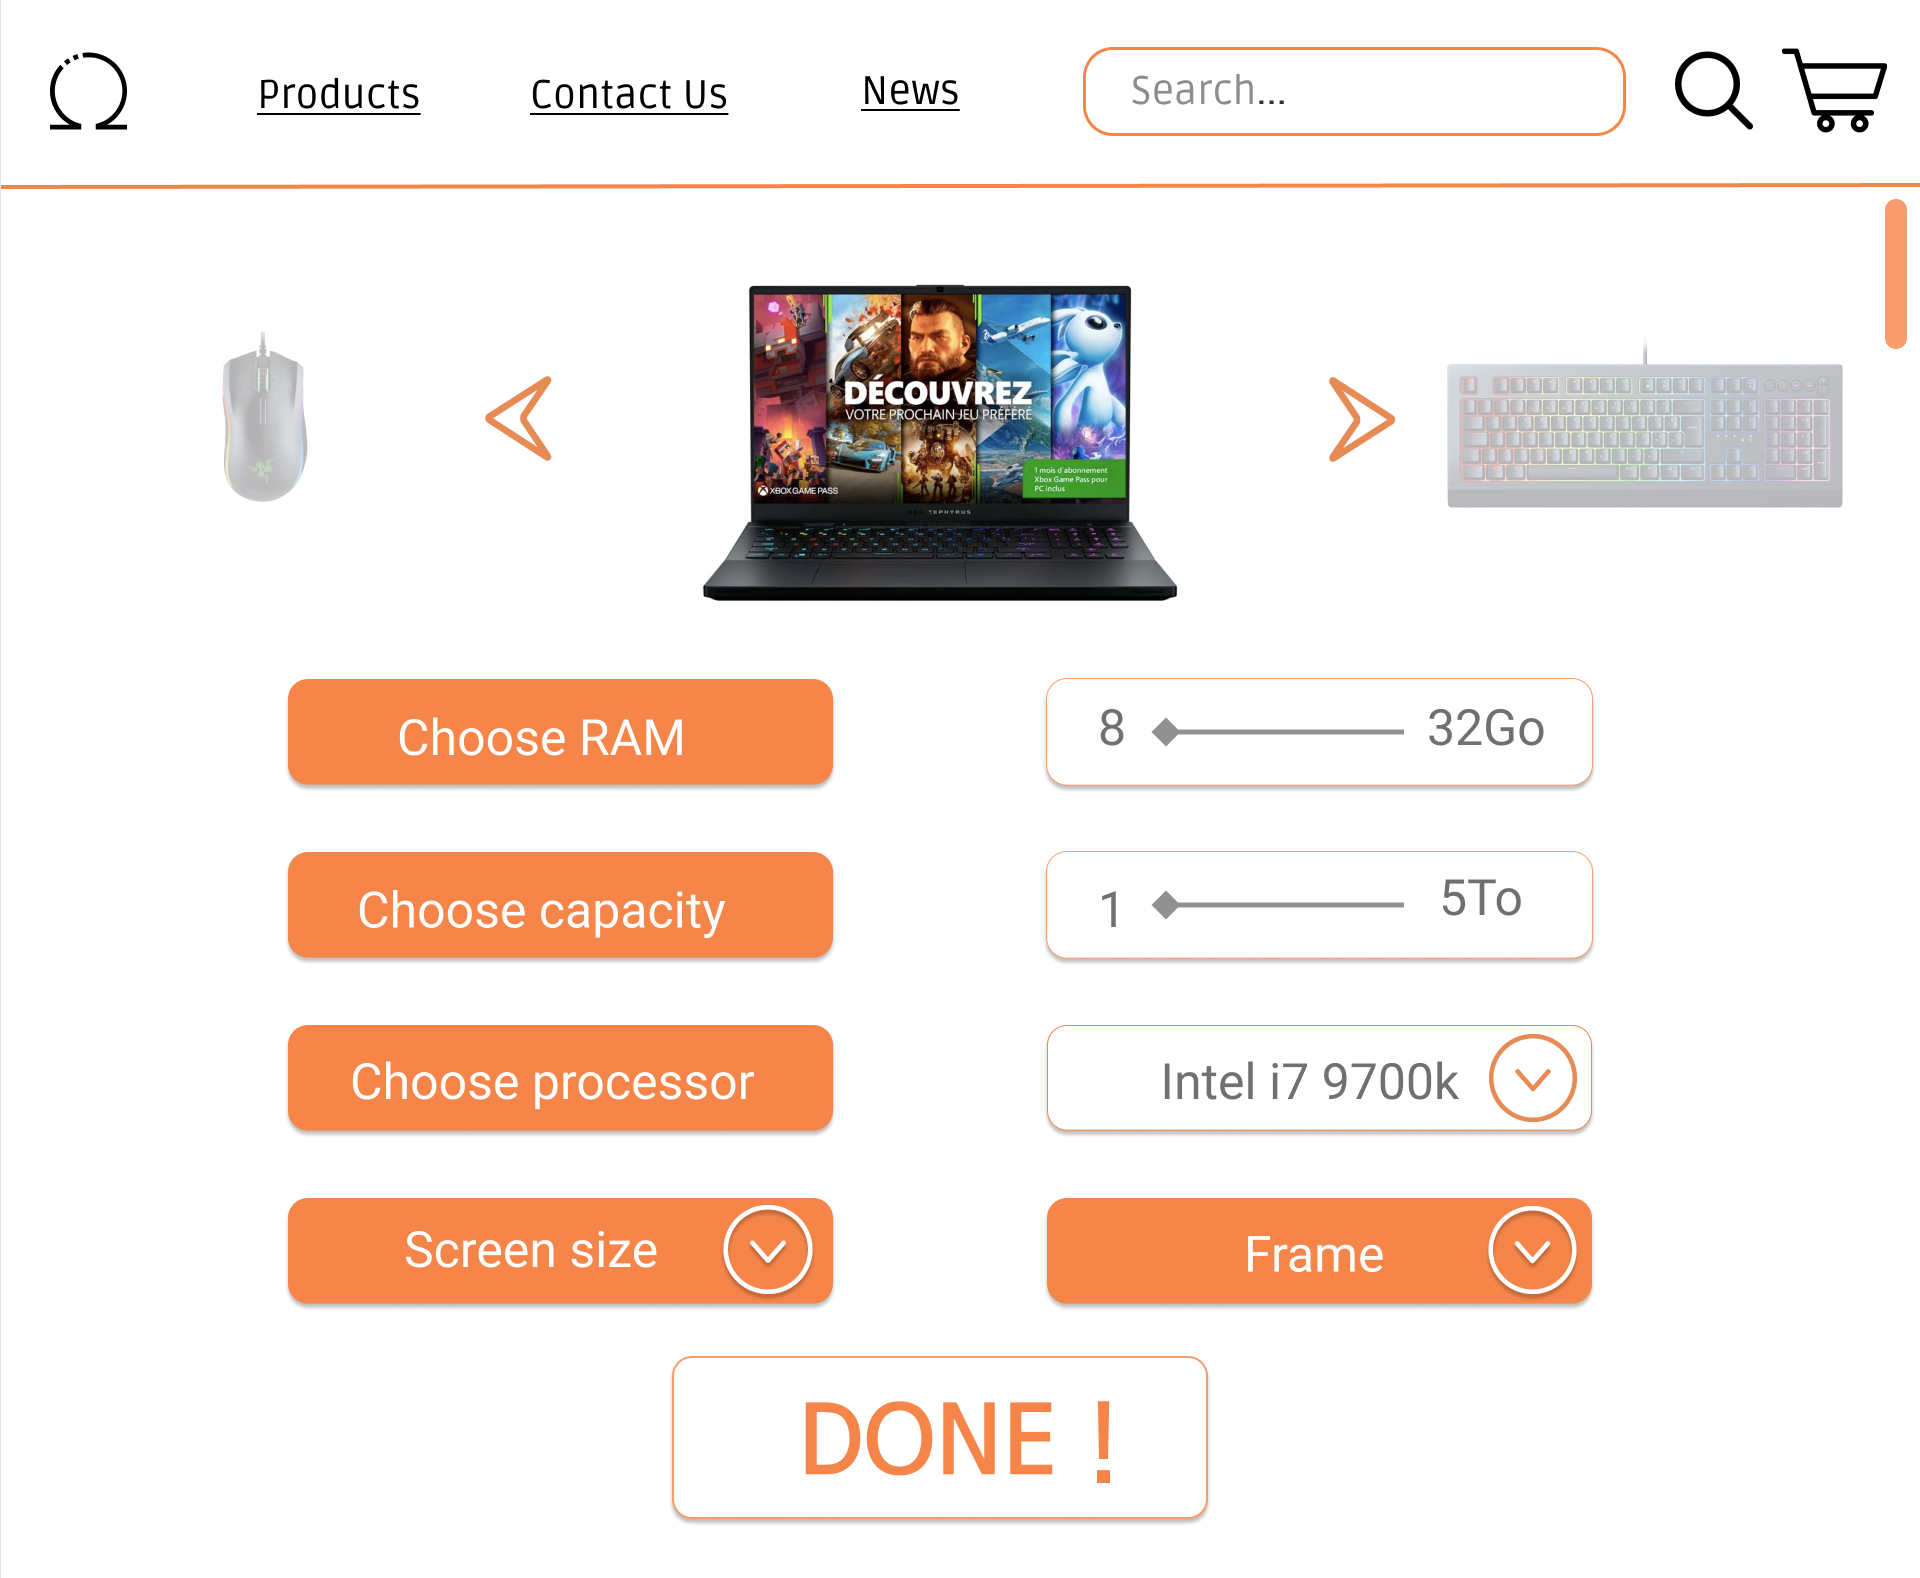 Products
Contact Us
News
Search...
DÉCOUVREZ
VOTRE PROCHAIN JEU PRÉFÉRÉ
1 mois d'abonnement
Xbox Game Pass pour
PC inclus
XBOX GAME PASS
ZEPHYRUS
Choose RAM
8
32Go
Choose capacity
1
5To
Choose processor
Intel i7 9700k
Screen size
Frame
DONE !